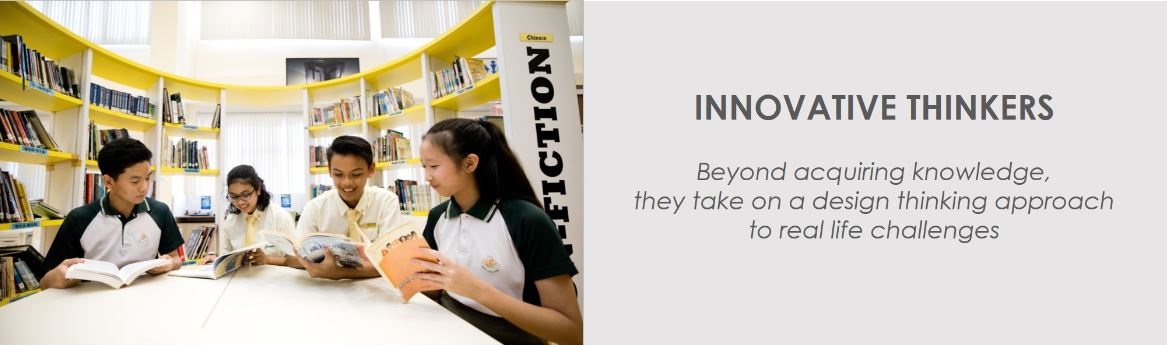 Chinese
FICTION
INNOVATIVE THINKERS
Beyond acquiring knowledge,
they take on a design thinking approach
to real life challenges